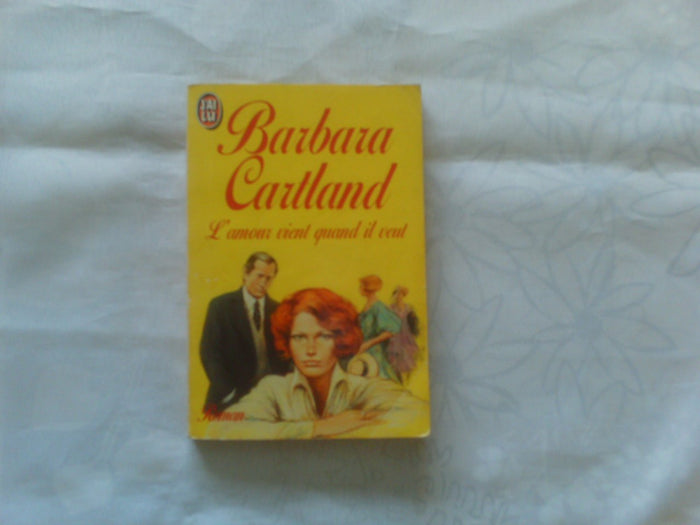 J'AI
LU
Barbara
Cartland
L'amour vient quand il veut
Roman